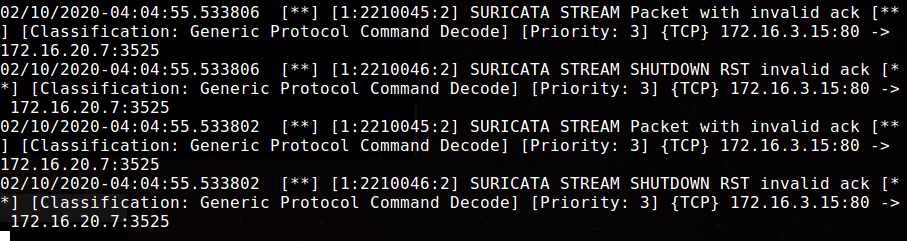 02/10/2020-04:04:55.533806  [**] [1:2210045:2] SURICATA STREAM Packet with invalid ack [**
] [Classification: Generic Protocol Command Decode] [Priority: 3] {TCP} 172.16.3.15:80 ->
172.16.20.7:3525
02/10/2020-04:04:55.533806  [**] [1:2210046:2] SURICATA STREAM SHUTDOWN RST invalid ack [*
*] [Classification: Generic Protocol Command Decode] [Priority: 3] {TCP} 172.16.3.15:80 ->
 172.16.20.7:3525
02/10/2020-04:04:55.533802  [**] [1:2210045:2] SURICATA STREAM Packet with invalid ack [**
] [Classification: Generic Protocol Command Decode] [Priority: 3] {TCP} 172.16.3.15:80 ->
172.16.20.7:3525
02/10/2020-04:04:55.533802  [**] [1:2210046:2] SURICATA STREAM SHUTDOWN RST invalid ack [*
*] [Classification: Generic Protocol Command Decode] [Priority: 3] {TCP} 172.16.3.15:80 ->
 172.16.20.7:3525